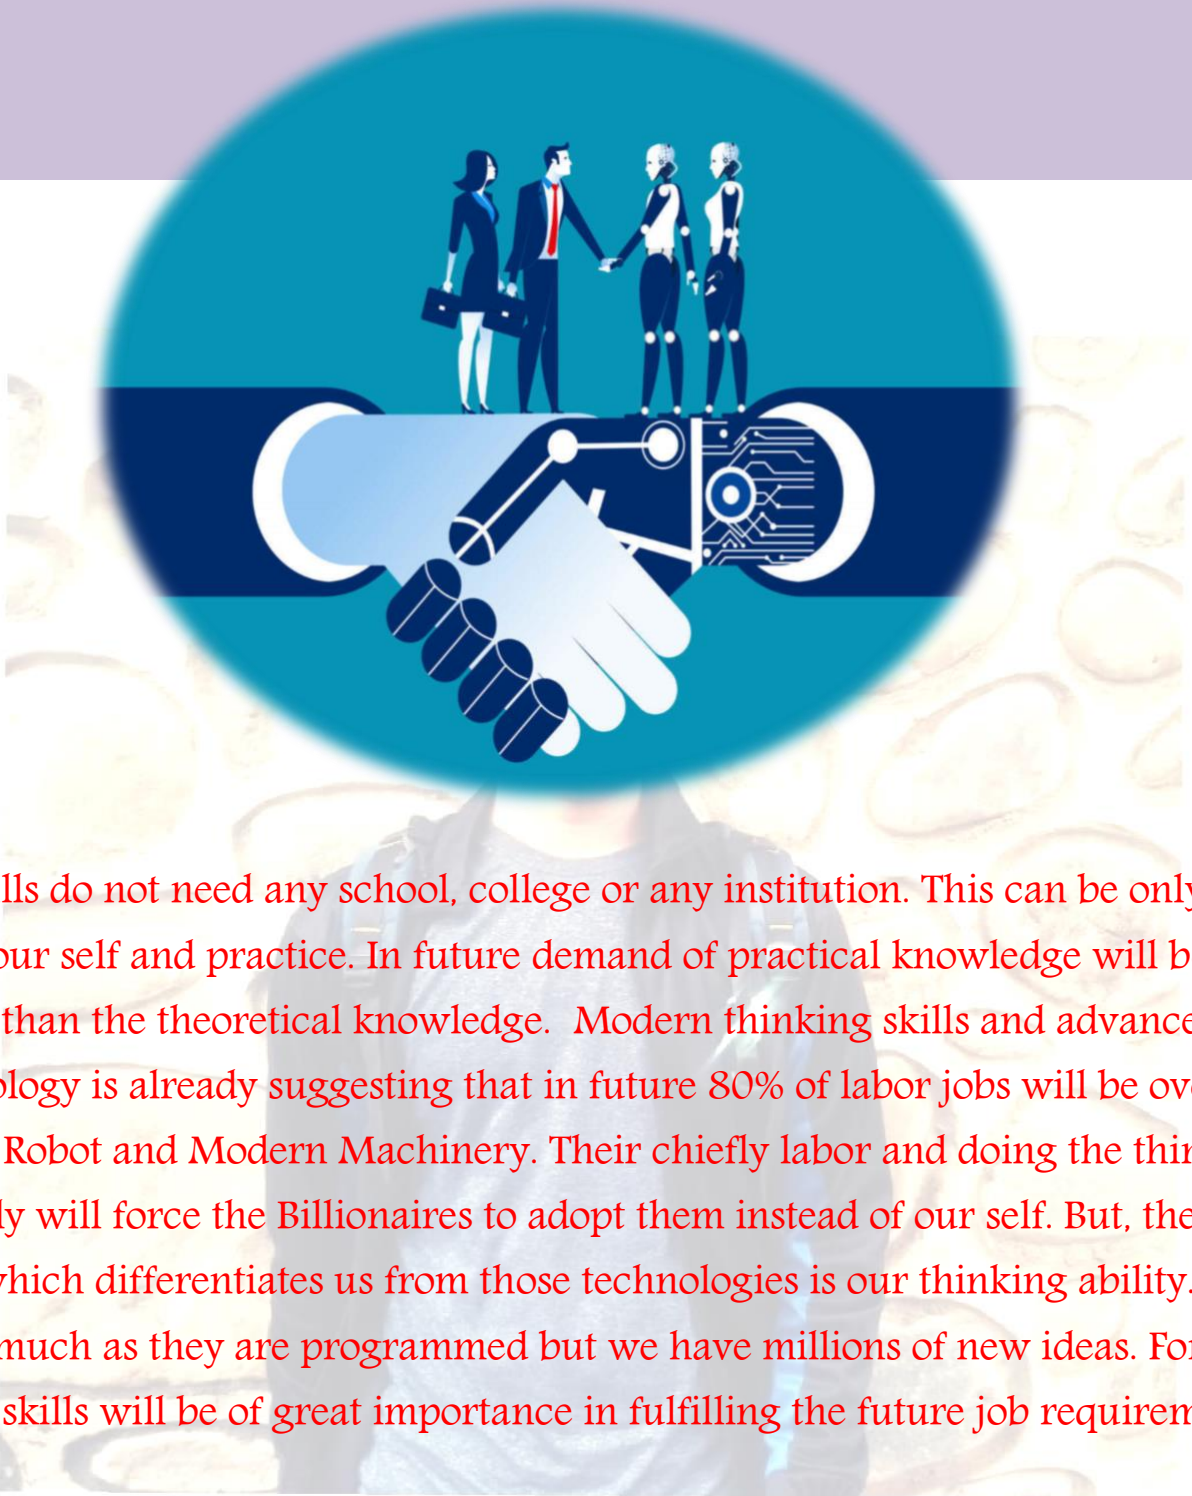 lls do not need any school, college or any institution. This can be only
our self and practice. In future demand of practical knowledge will b
than the theoretical knowledge.  Modern thinking skills and advance
ology is already suggesting that in future 80% of labor jobs will be ov
Robot and Modern Machinery. Their chiefly labor and doing the thin
ly will force the Billionaires to adopt them instead of our self. But, the
which differentiates us from those technologies is our thinking ability.
much as they are programmed but we have millions of new ideas. For
skills will be of great importance in fulfilling the future job requirem